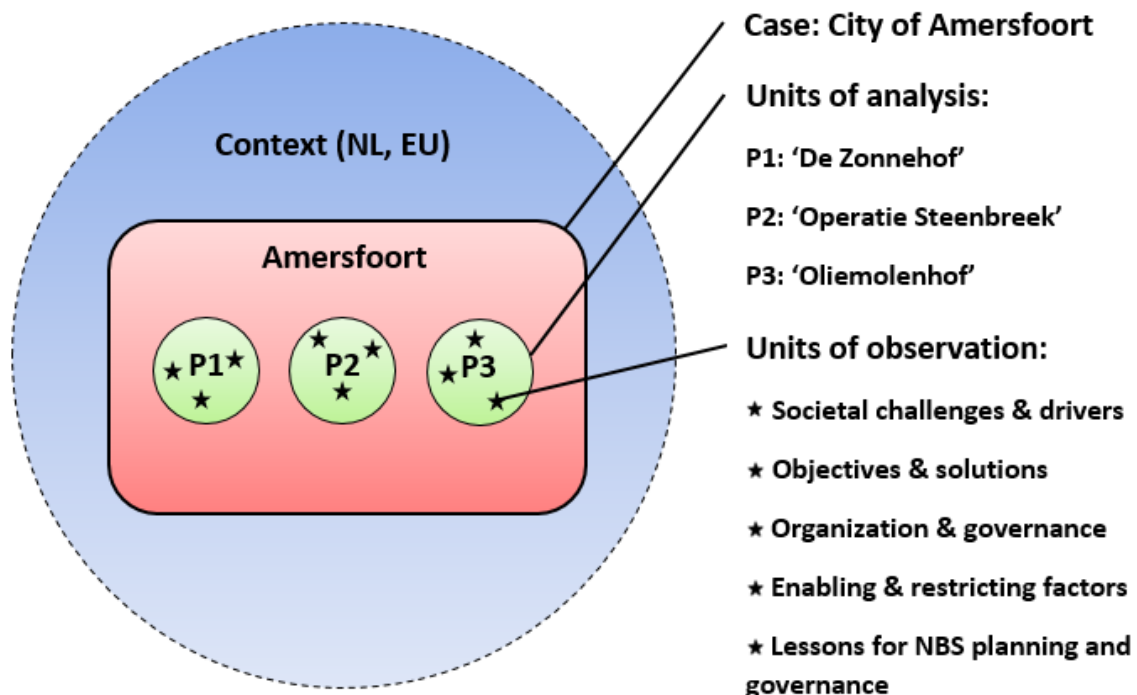 Case: City of Amersfoort
Units of analysis:
Context (NL, EU)
P1: ‘De Zonnehof’
P2: ‘Operatie Steenbreek’
Amersfoort
P3: ‘Oliemolenhof’
P1
P2
P3
Units of observation:
★ Societal challenges & drivers
★ Objectives & solutions
★ Organization & governance
★ Enabling & restricting factors
★ Lessons for NBS planning and
governance